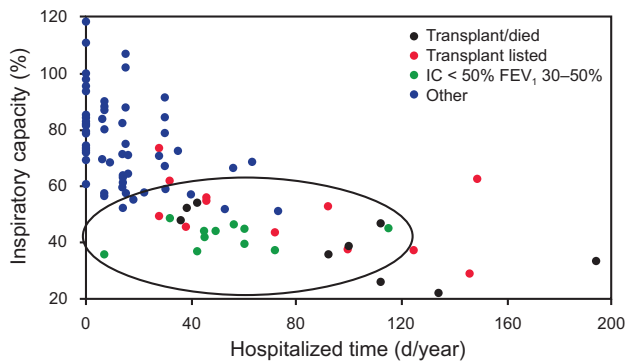 120
100
80
60
40
20
Inspiratory capacity (%)
Transplant/died
Transplant listed
IC < 50% FEV₁ 30–50%
Other
0 40 80 120 160 200
Hospitalized time (d/year)